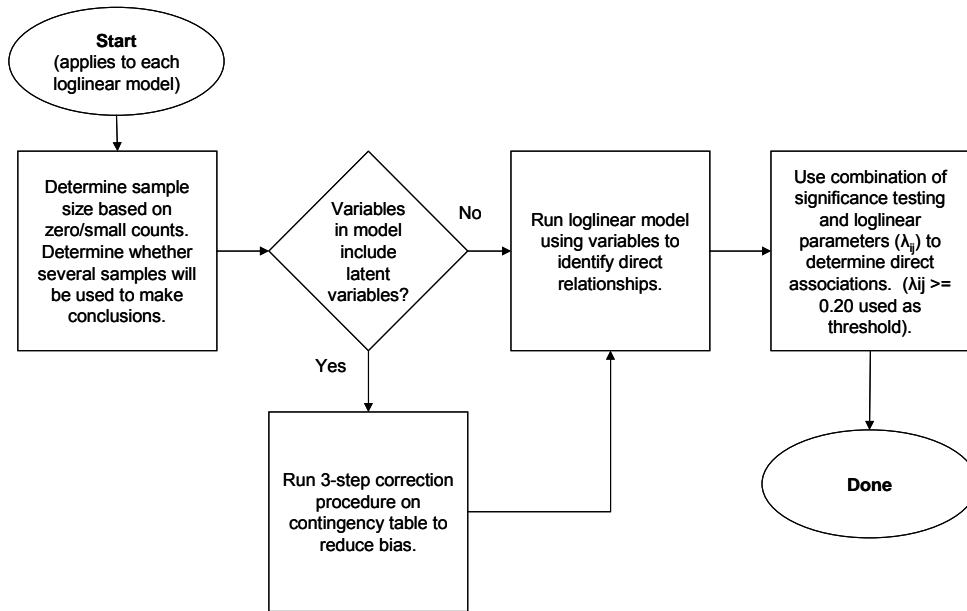 Start
(applies to each
loglinear model)
Determine sample
size based on
zero/small counts.
Determine whether
several samples will
be used to make
conclusions.
Variables
in model
include
latent
variables?
No
Yes
Run loglinear model
using variables to
identify direct
relationships.
Use combination of
significance testing
and loglinear
parameters (λij) to
determine direct
associations.  (λij >=
0.20 used as
threshold).
Run 3-step correction
procedure on
contingency table to
reduce bias.
Done